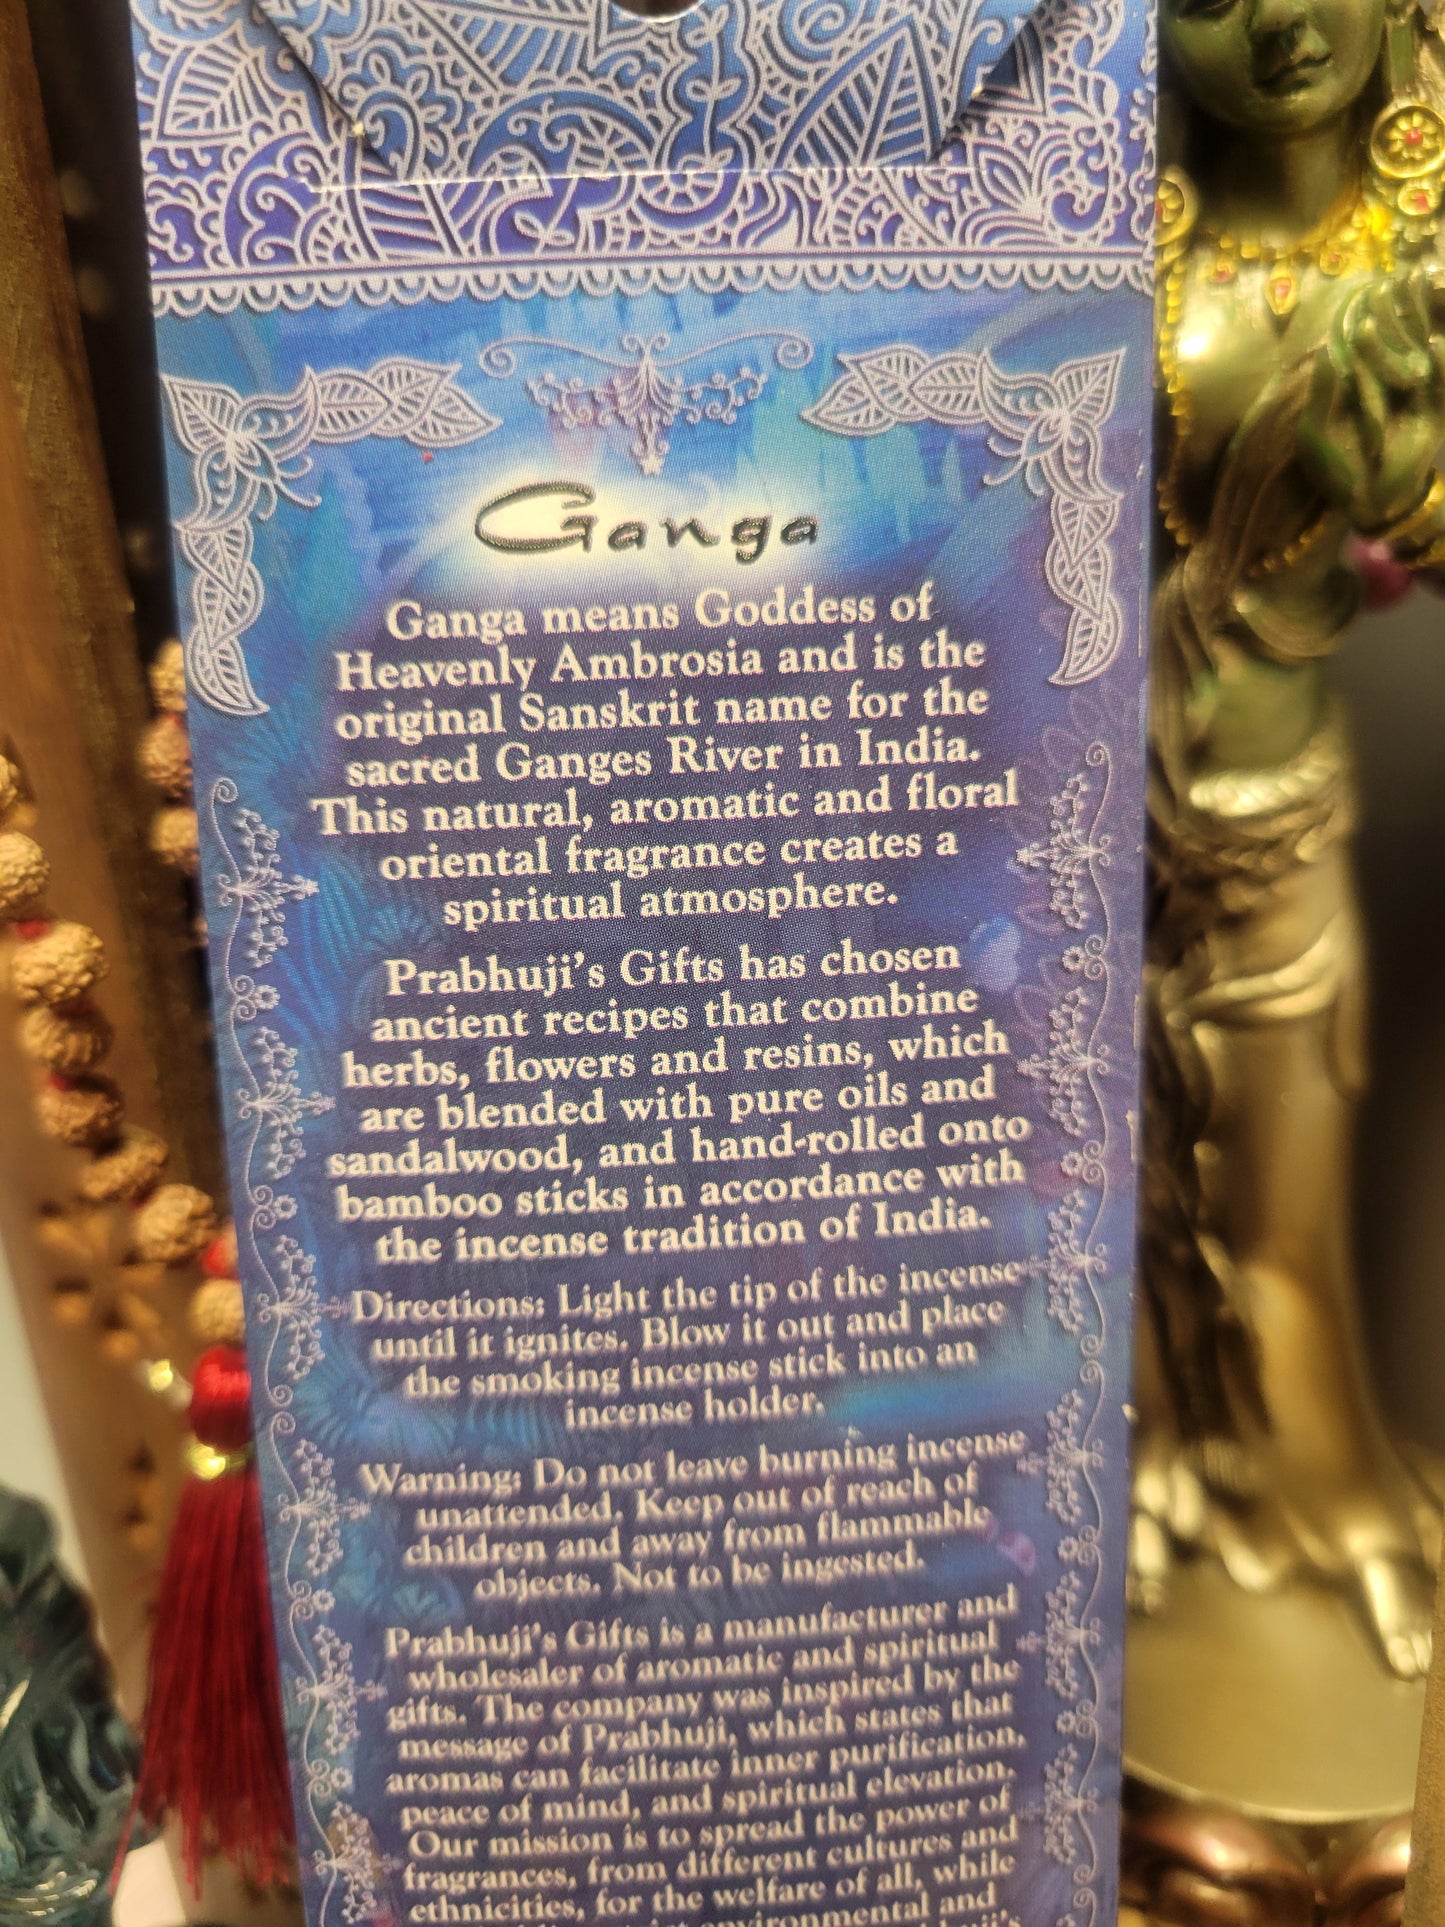 Ganga
Ganga means Goddess of
Heavenly Ambrosia and is the
original Sanskrit name for the
sacred Ganges River in India.
This natural, aromatic and floral
oriental fragrance creates a
spiritual atmosphere.
Prabhuji's Gifts has chosen
ancient recipes that combine
herbs, flowers and resins, which
are blended with pure oils and
sandalwood, and hand-rolled onto
bamboo sticks in accordance with
the incense tradition of India.
Directions: Light the tip of the incense
until it ignites. Blow it out and place
the smoking incense stick into an
incense holder.
Warning: Do not leave burning incense
unattended. Keep out of reach of
children and away from flammable
objects. Not to be ingested.
Prabhuji's Gifts is a manufacturer and
wholesaler of aromatic and spiritual
gifts. The company was inspired by the
message of Prabhuji, which states that
aromas can facilitate inner purification,
peace of mind, and spiritual elevation.
Our mission is to spread the power of
fragrances, from different cultures and
ethnicities, for the welfare of all, while
environmental and